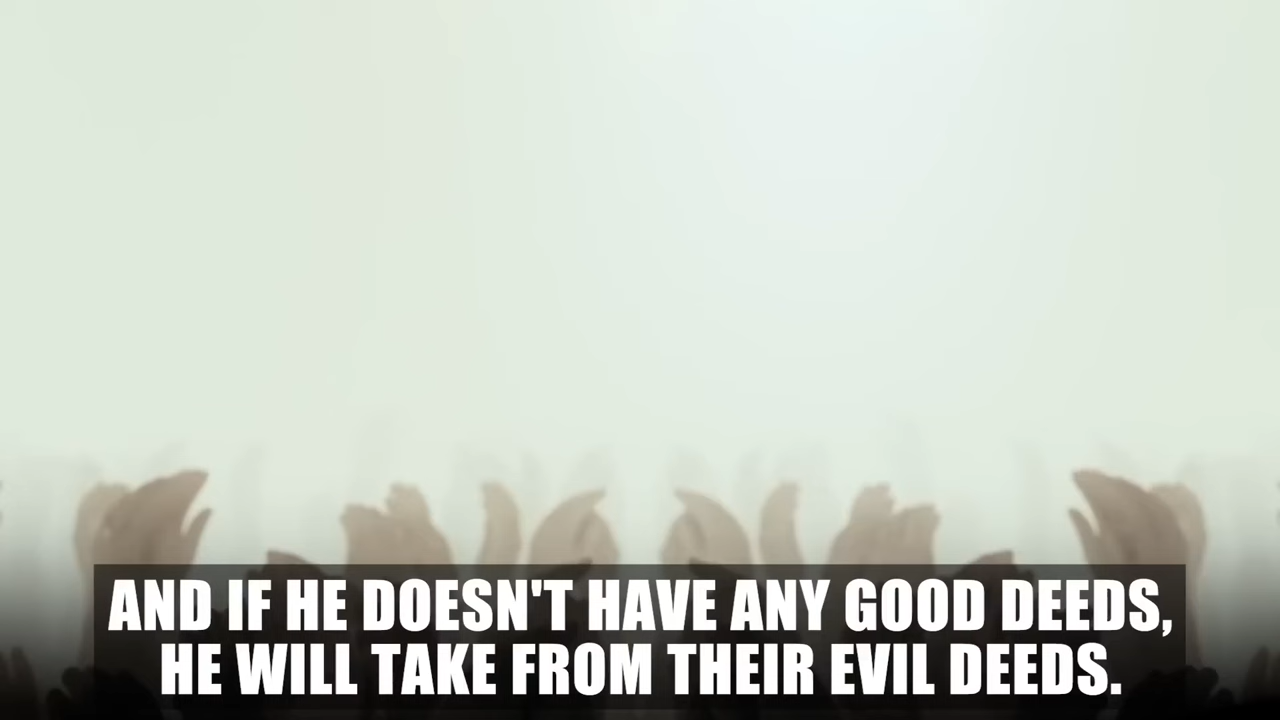 AND IF HE DOESN'T HAVE ANY GOOD DEEDS,
HE WILL TAKE FROM THEIR EVIL DEEDS.